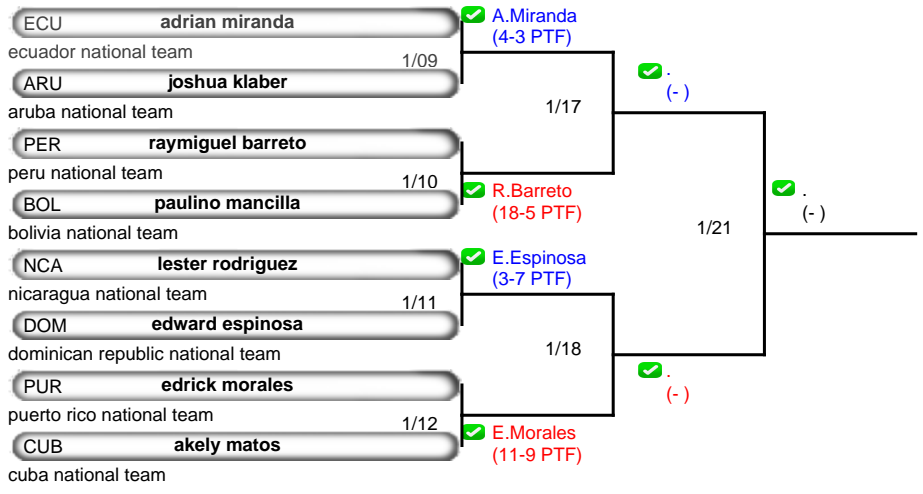 ECU adrian miranda
ecuador national team
1/09
ARU joshua klaber
aruba national team
PER raymiguel barreto
peru national team
1/10
BOL paulino mancilla
bolivia national team
NCA lester rodriguez
nicaragua national team
1/11
DOM edward espinosa
dominican republic national team
PUR edrick morales
puerto rico national team
1/12
CUB akely matos
cuba national team
A.Miranda
(4-3 PTF)
1/17
R.Barreto
(18-5 PTF)
E.Espinosa
(3-7 PTF)
1/18
E.Morales
(11-9 PTF)
.
(- )
1/21
.
(- )
.
(- )